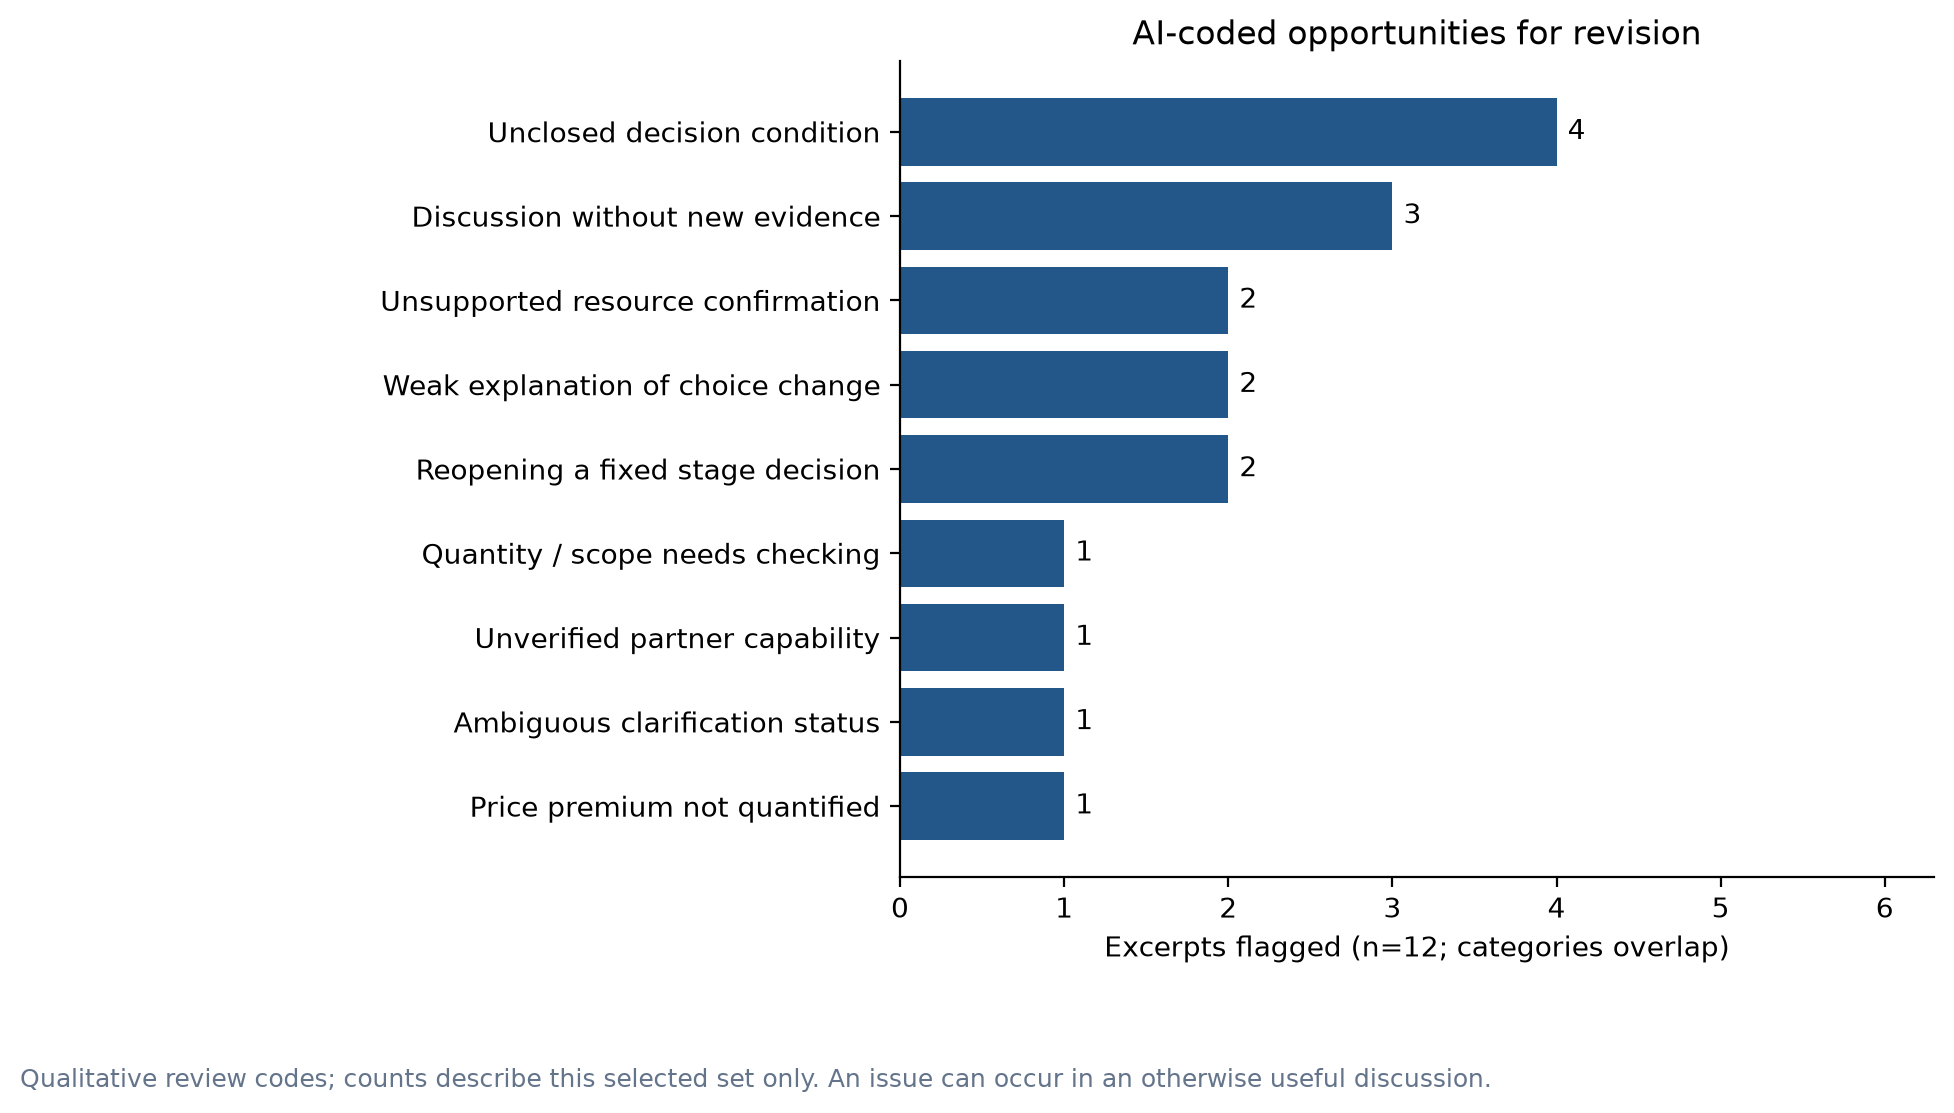 AI-coded opportunities for revision
Unclosed decision condition 4
Discussion without new evidence 3
Unsupported resource confirmation 2
Weak explanation of choice change 2
Reopening a fixed stage decision 2
Quantity / scope needs checking 1
Unverified partner capability 1
Ambiguous clarification status 1
Price premium not quantified 1
0 1 2 3 4 5 6
Excerpts flagged (n=12; categories overlap)
Qualitative review codes; counts describe this selected set only. An issue can occur in an otherwise useful discussion.